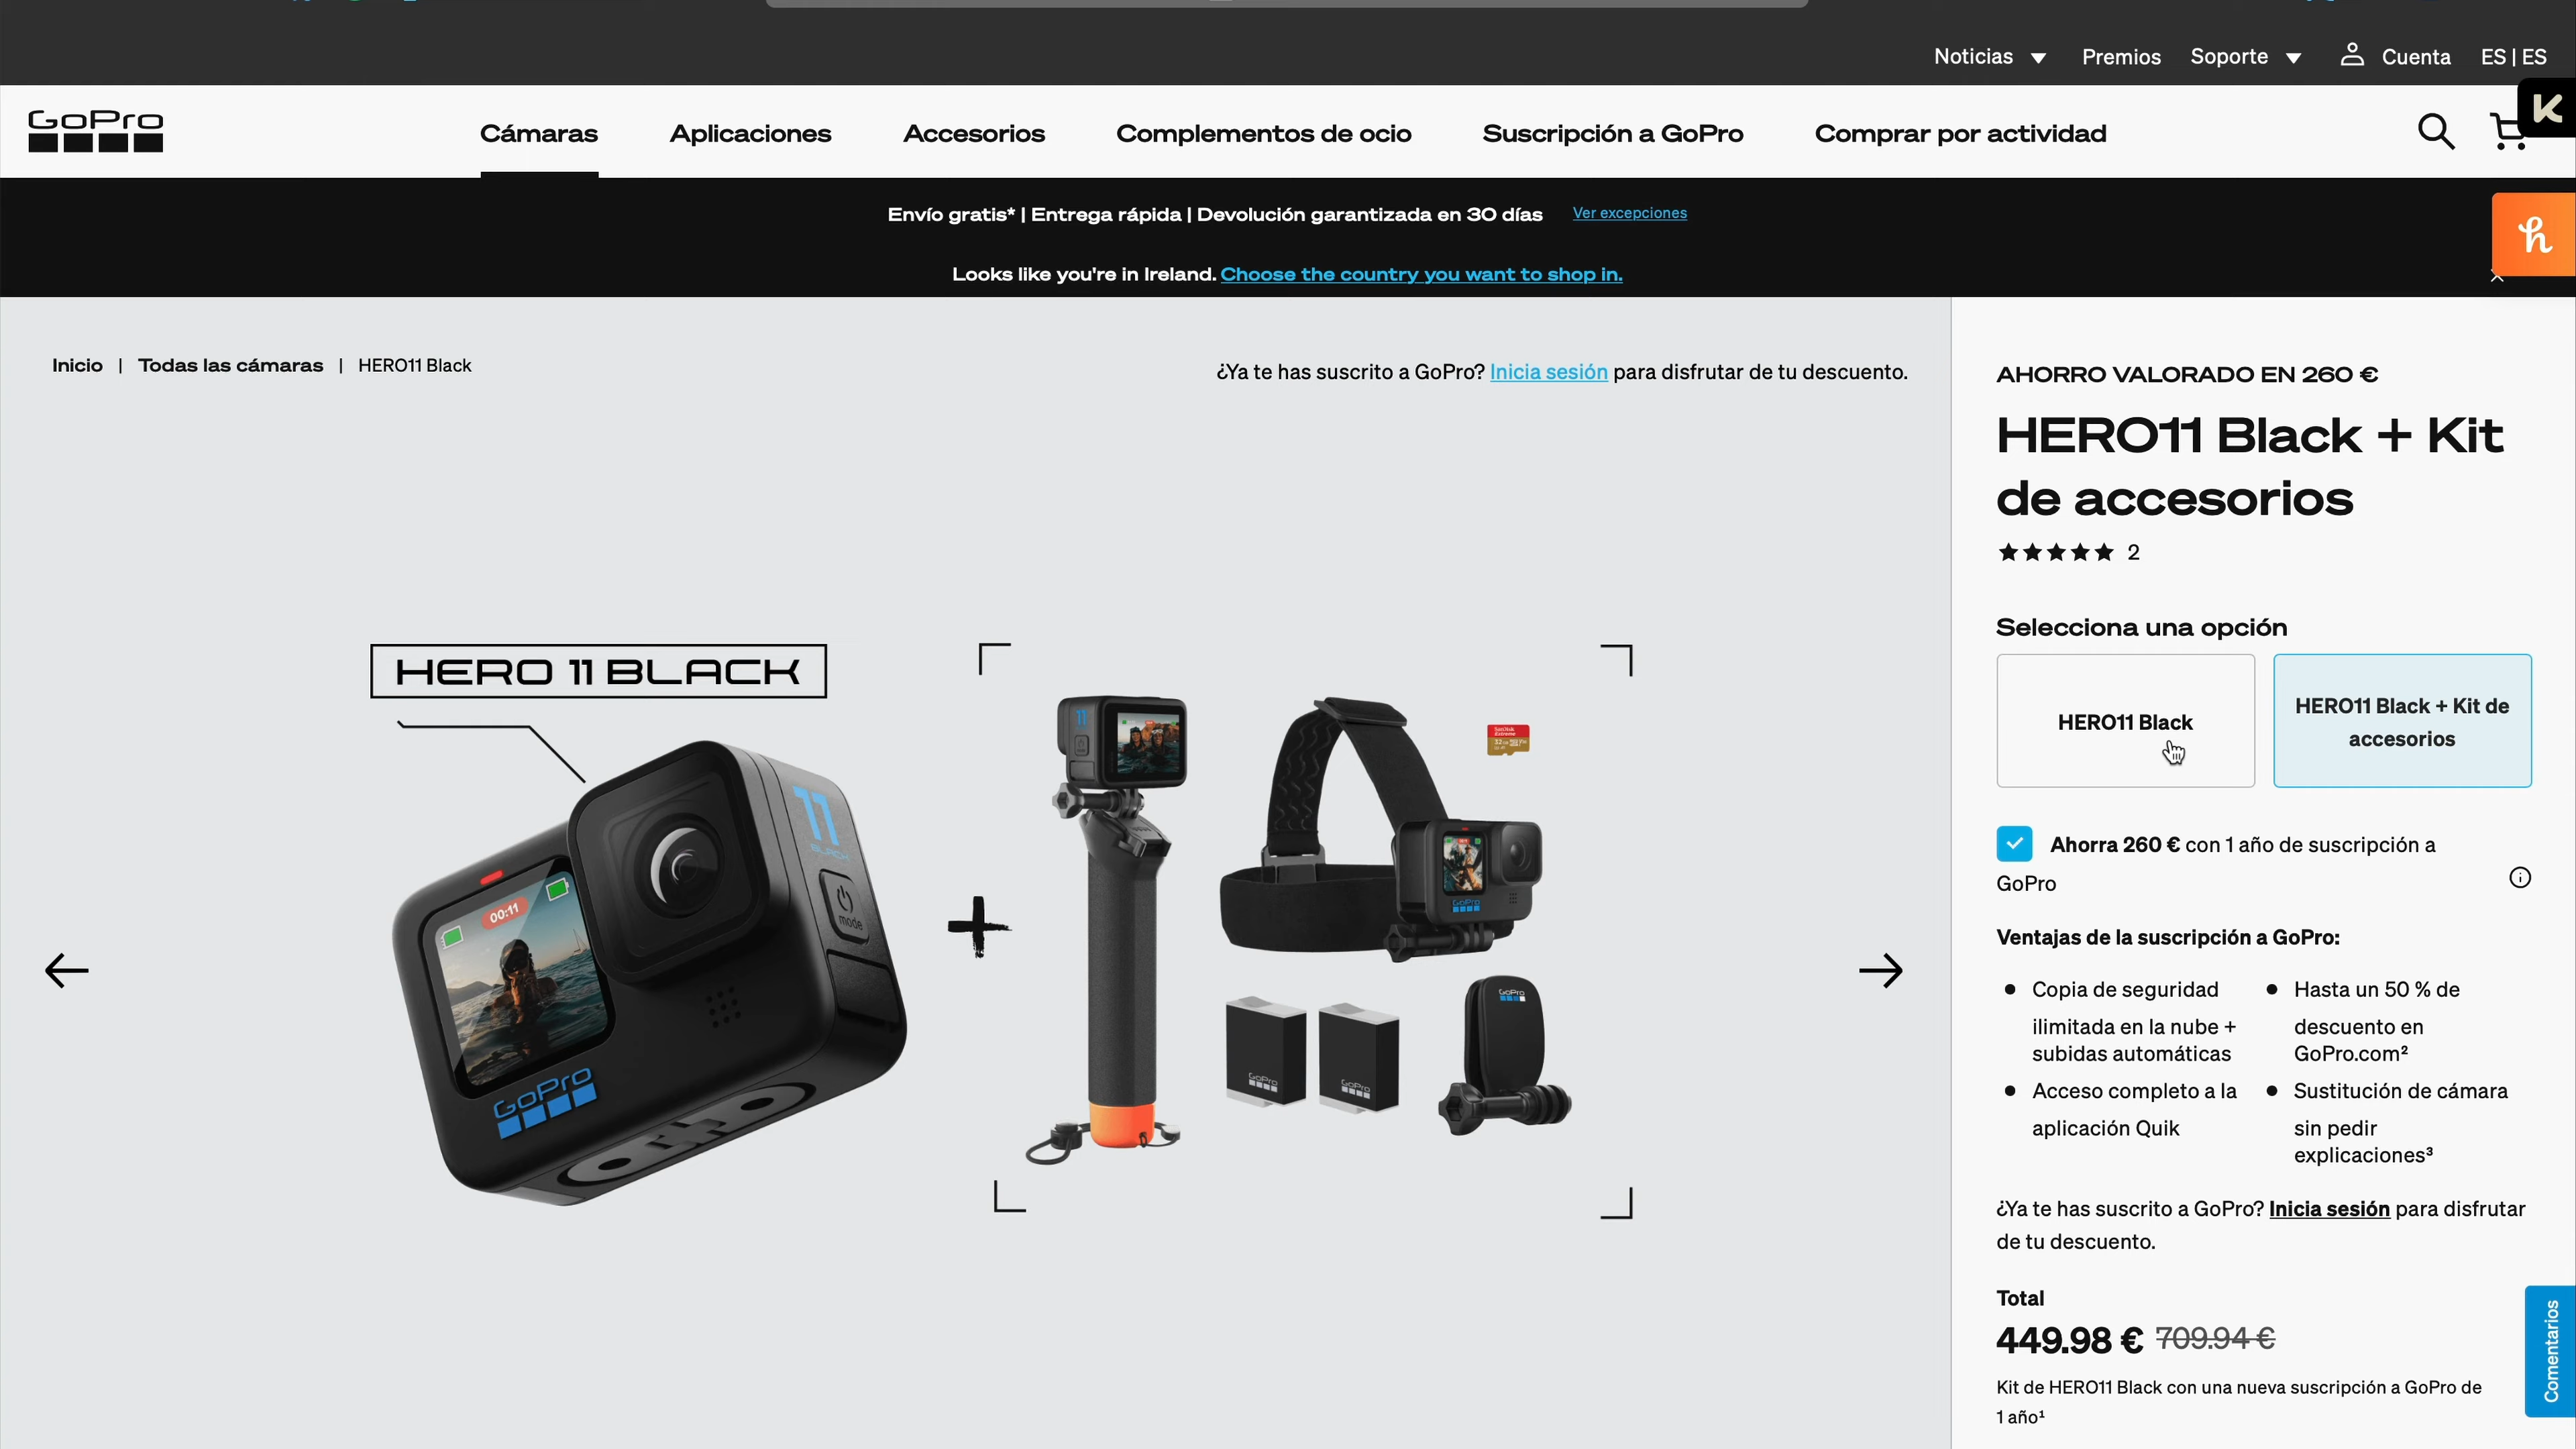 Noticias Premios Soporte Cuenta ES | ES
GoPro Cámaras Aplicaciones Accesorios Complementos de ocio Suscripción a GoPro Comprar por actividad
K
Envío gratis* | Entrega rápida | Devolución garantizada en 30 días Ver excepciones
h
Looks like you're in Ireland. Choose the country you want to shop in.
Inicio | Todas las cámaras | HERO11 Black
¿Ya te has suscrito a GoPro? Inicia sesión para disfrutar de tu descuento.
HERO 11 BLACK
11
BLACK
mode
00:11
GoPro
11
GoPro
GoPro
GoPro
GoPro
AHORRO VALORADO EN 260 €
HERO11 Black + Kit
de accesorios
2
Selecciona una opción
HERO11 Black
HERO11 Black + Kit de
accesorios
Ahorra 260 € con 1 año de suscripción a
GoPro
Ventajas de la suscripción a GoPro:
Copia de seguridad
ilimitada en la nube +
subidas automáticas
Acceso completo a la
aplicación Quik
Hasta un 50 % de
descuento en
GoPro.com²
Sustitución de cámara
sin pedir
explicaciones³
¿Ya te has suscrito a GoPro? Inicia sesión para disfrutar
de tu descuento.
Total
449.98 € 709.94 €
Kit de HERO11 Black con una nueva suscripción a GoPro de
1 año¹
Comentarios